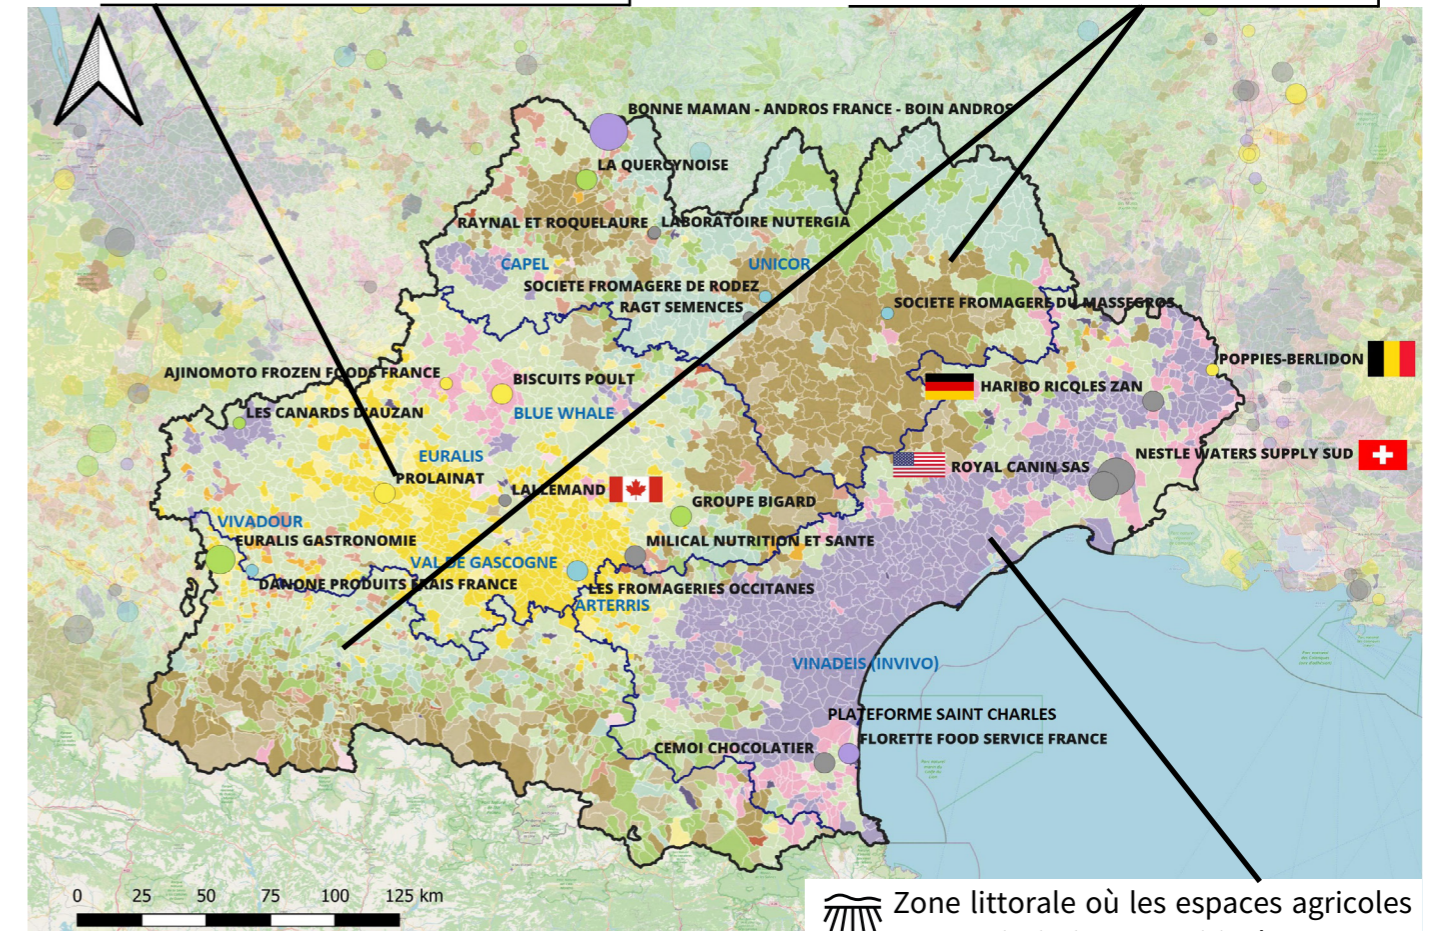 BONNE MAMAN - ANDROS FRANCE - BOIN ANDROS
LA QUERCYNOISE
RAYNAL ET ROQUELAURE
LABORATOIRE NUTERGIA
CAPEL
UNICOR
SOCIETE FROMAGERE DE RODEZ
RAGT SEMENCES
SOCIETE FROMAGERE DU MASSEGROS
POPPIES-BERLIDON
AJINOMOTO FROZEN FOODS FRANCE
BISCUITS POULT
HARIBO RICQLES ZAN
LES CANARDS D'AUZAN
BLUE WHALE
EURALIS
NESTLE WATERS SUPPLY SUD
ROYAL CANIN SAS
PROLAINAT
LALLEMAND
GROUPE BIGARD
VIVADOUR
EURALIS GASTRONOMIE
MILICAL NUTRITION ET SANTE
VAL DE GASCOGNE
DANONE PRODUITS FRAIS FRANCE
LES FROMAGERIES OCCITANES
ARTERRIS
VINADEIS (INVIVO)
PLATEFORME SAINT CHARLES
FLORETTE FOOD SERVICE FRANCE
CEMOI CHOCOLATIER
0 25 50 75 100 125 km
Zone littorale où les espaces agricoles